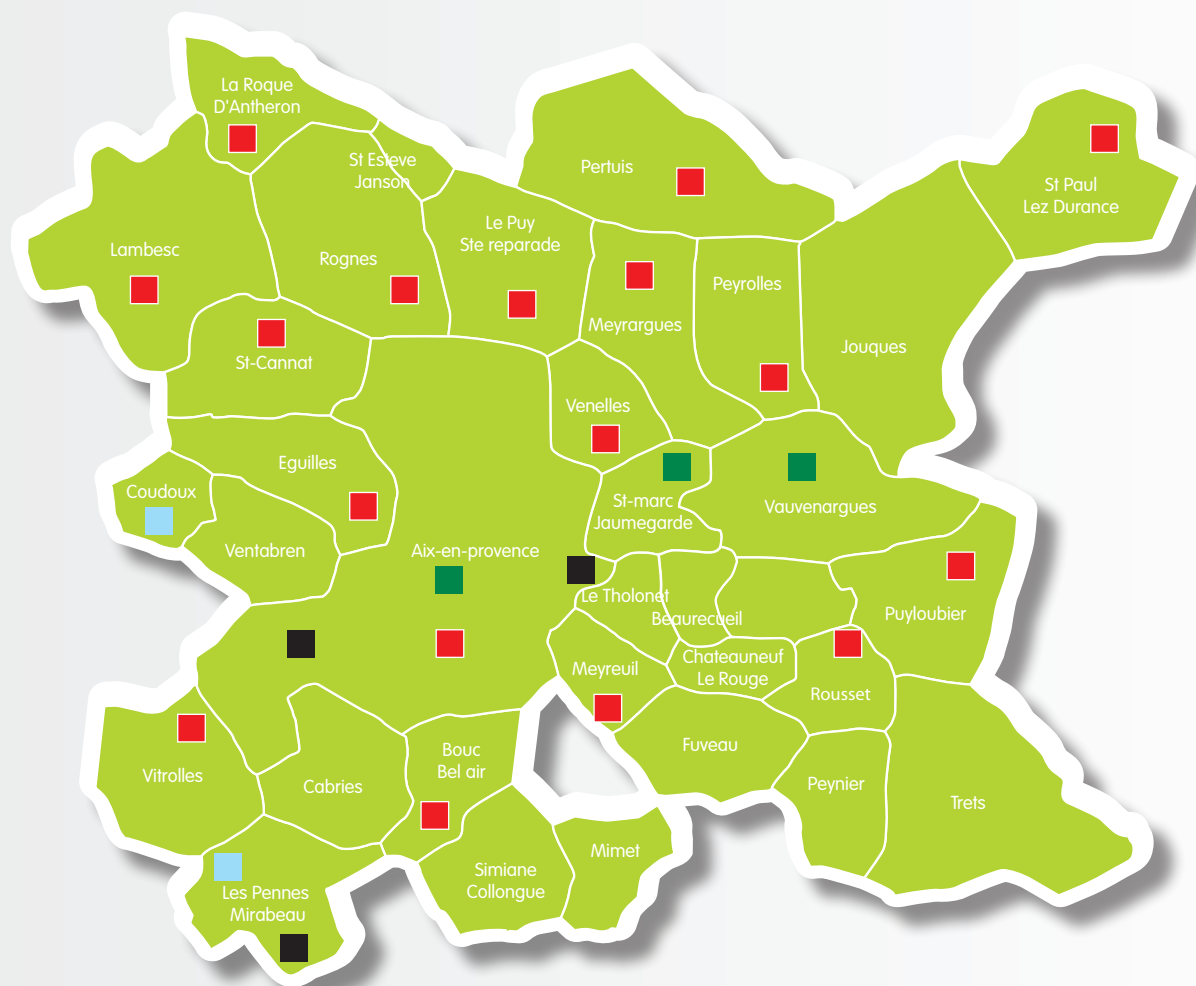 La Roque
D'Antheron
St Esteve
Janson
Pertuis
St Paul
Lez Durance
Le Puy
Ste reparade
Lambesc
Rognes
Peyrolles
Meyrargues
Jouques
St-Cannat
Venelles
Eguilles
Coudoux
St-marc
Jaumegarde
Vauvenargues
Ventabren
Aix-en-provence
Le Tholonet
Beaurecueil
Puyloubier
Meyreuil
Chateauneuf
Le Rouge
Rousset
Fuveau
Bouc
Bel air
Vitrolles
Cabries
Peynier
Trets
Mimet
Simiane
Collongue
Les Pennes
Mirabeau